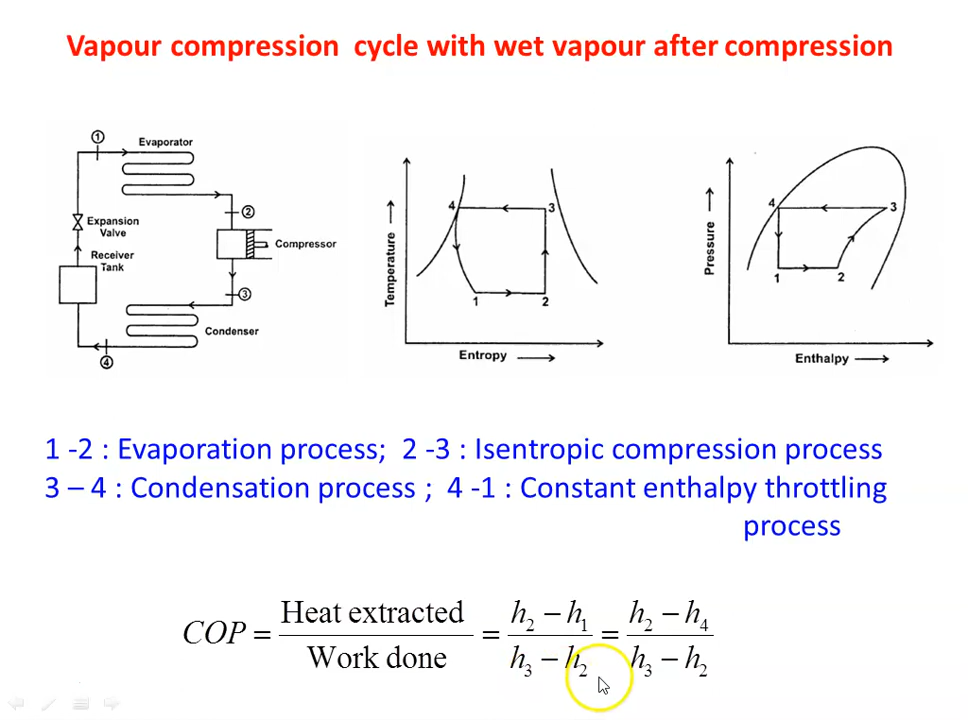 Vapour compression cycle with wet vapour after compression
1
Evaporator
2
Expansion
Valve
Compressor
Receiver
Tank
3
Condenser
4
Temperature
4
3
1
2
Entropy
Pressure
4
3
1
2
Enthalpy
1 -2 : Evaporation process; 2 -3 : Isentropic compression process
3 – 4 : Condensation process ; 4 -1 : Constant enthalpy throttling
process
COP = Heat extracted / Work done = h₂ − h₁ / h₃ − h₂ = h₂ − h₄ / h₃ − h₂